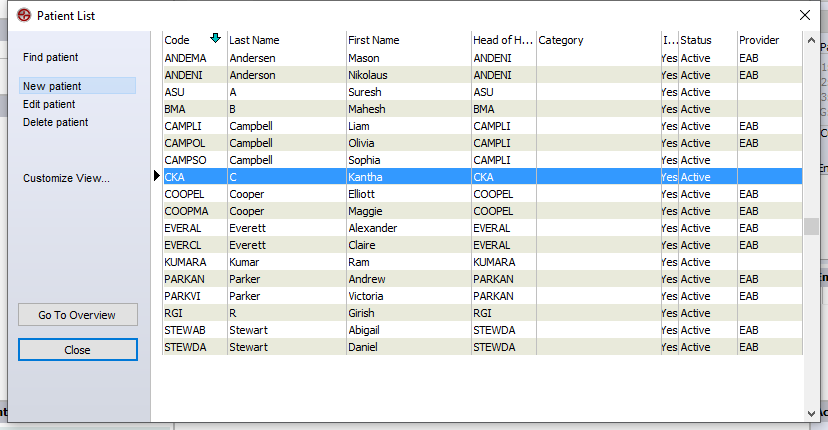 Patient List
Find patient
New patient
Edit patient
Delete patient
Customize View...
Go To Overview
Close
Code Last Name First Name Head of H... Category I... Status Provider
ANDEMA Andersen Mason ANDENI Yes Active EAB
ANDENI Anderson Nikolaus ANDENI Yes Active EAB
ASU A Suresh ASU Yes Active
BMA B Mahesh BMA Yes Active
CAMPLI Campbell Liam CAMPLI Yes Active EAB
CAMPOL Campbell Olivia CAMPLI Yes Active EAB
CAMPSO Campbell Sophia CAMPLI Yes Active
CKA C Kantha CKA Yes Active
COOPEL Cooper Elliott COOPEL Yes Active EAB
COOPMA Cooper Maggie COOPEL Yes Active EAB
EVERAL Everett Alexander EVERAL Yes Active EAB
EVERCL Everett Claire EVERAL Yes Active EAB
KUMARA Kumar Ram KUMARA Yes Active
PARKAN Parker Andrew PARKAN Yes Active EAB
PARKVI Parker Victoria PARKAN Yes Active EAB
RGI R Girish RGI Yes Active
STEWAB Stewart Abigail STEWDA Yes Active EAB
STEWDA Stewart Daniel STEWDA Yes Active EAB